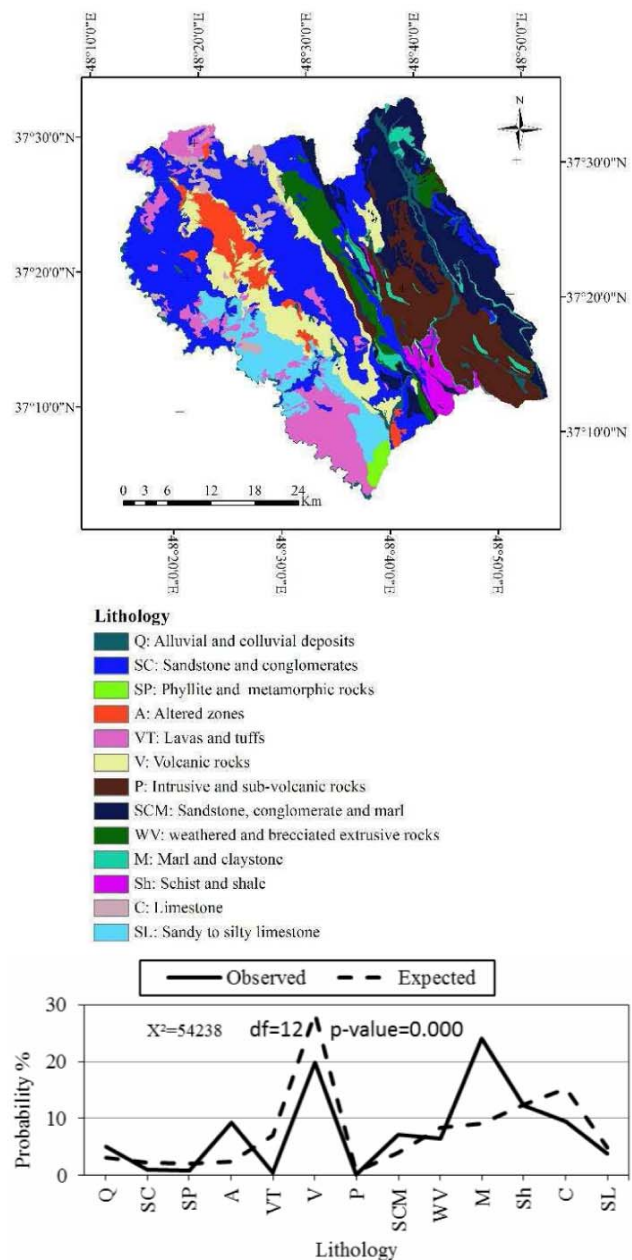 48°10'0"E 48°20'0"E 48°30'0"E 48°40'0"E 48°50'0"E
N
37°30'0"N
37°30'0"N
37°20'0"N
37°20'0"N
37°10'0"N
37°10'0"N
0 3 6 12 18 24
Km
48°20'0"E 48°30'0"E 48°40'0"E 48°50'0"E
Lithology
Q: Alluvial and colluvial deposits
SC: Sandstone and conglomerates
SP: Phyllite and metamorphic rocks
A: Altered zones
VT: Lavas and tuffs
V: Volcanic rocks
P: Intrusive and sub-volcanic rocks
SCM: Sandstone, conglomerate and marl
WV: weathered and brecciated extrusive rocks
M: Marl and claystone
Sh: Schist and shale
C: Limestone
SL: Sandy to silty limestone
Observed Expected
X²=54238 df=12 p-value=0.000
30
20
10
0
Probability %
Q SC SP A VT V P SCM WV M Sh C SL
Lithology